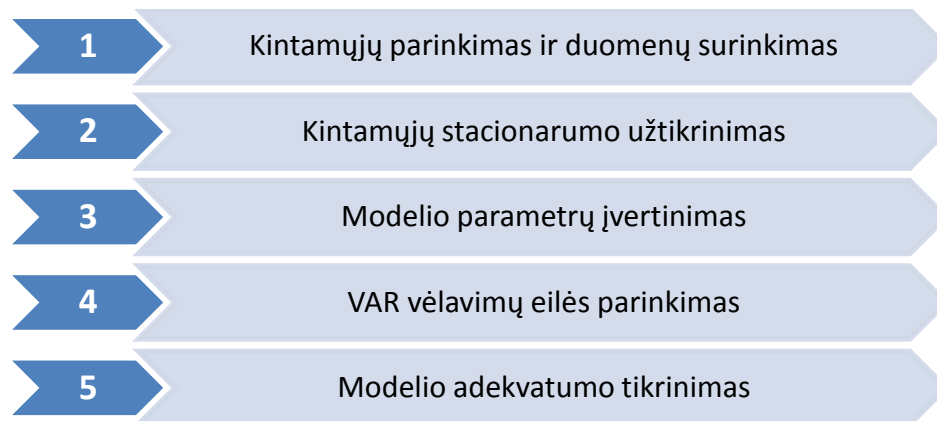 1 Kintamųjų parinkimas ir duomenų surinkimas
2 Kintamųjų stacionarumo užtikrinimas
3 Modelio parametrų įvertinimas
4 VAR vėlavimų eilės parinkimas
5 Modelio adekvatumo tikrinimas